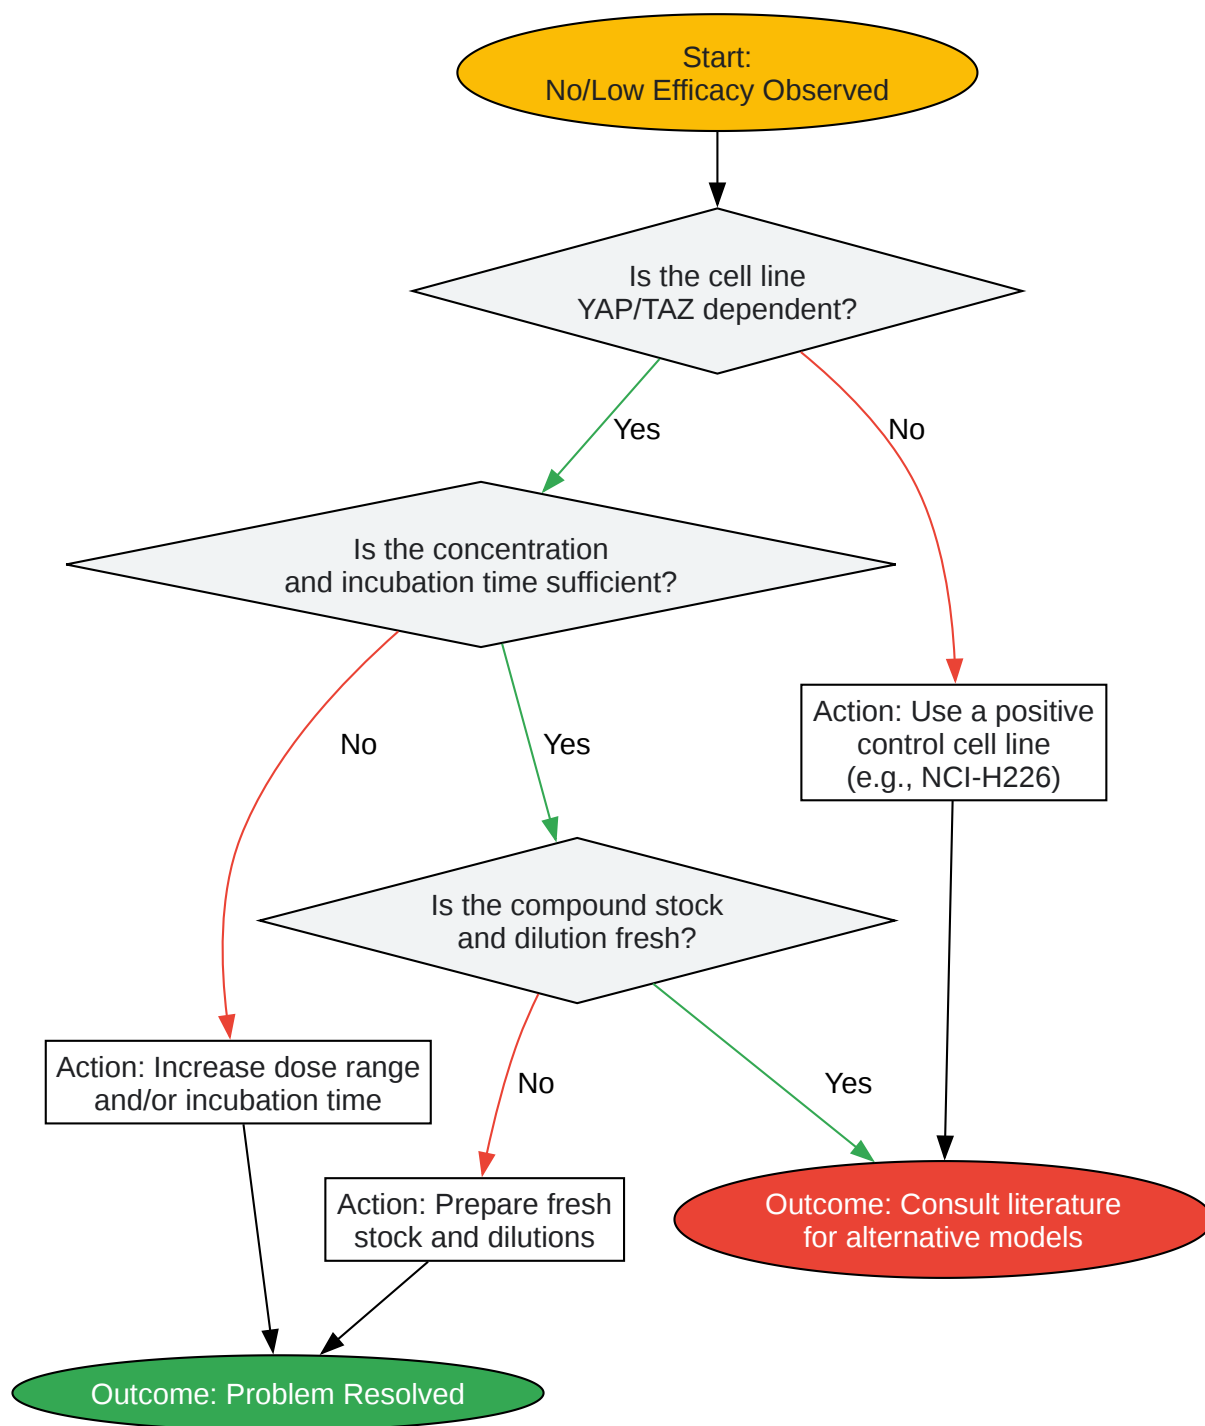 Start:
No/Low Efficacy Observed
Is the cell line
YAP/TAZ dependent?
Yes
No
Is the concentration
and incubation time sufficient?
Action: Use a positive
control cell line
(e.g., NCI-H226)
No
Yes
Is the compound stock
and dilution fresh?
Action: Increase dose range
and/or incubation time
No
Yes
Action: Prepare fresh
stock and dilutions
Outcome: Consult literature
for alternative models
Outcome: Problem Resolved